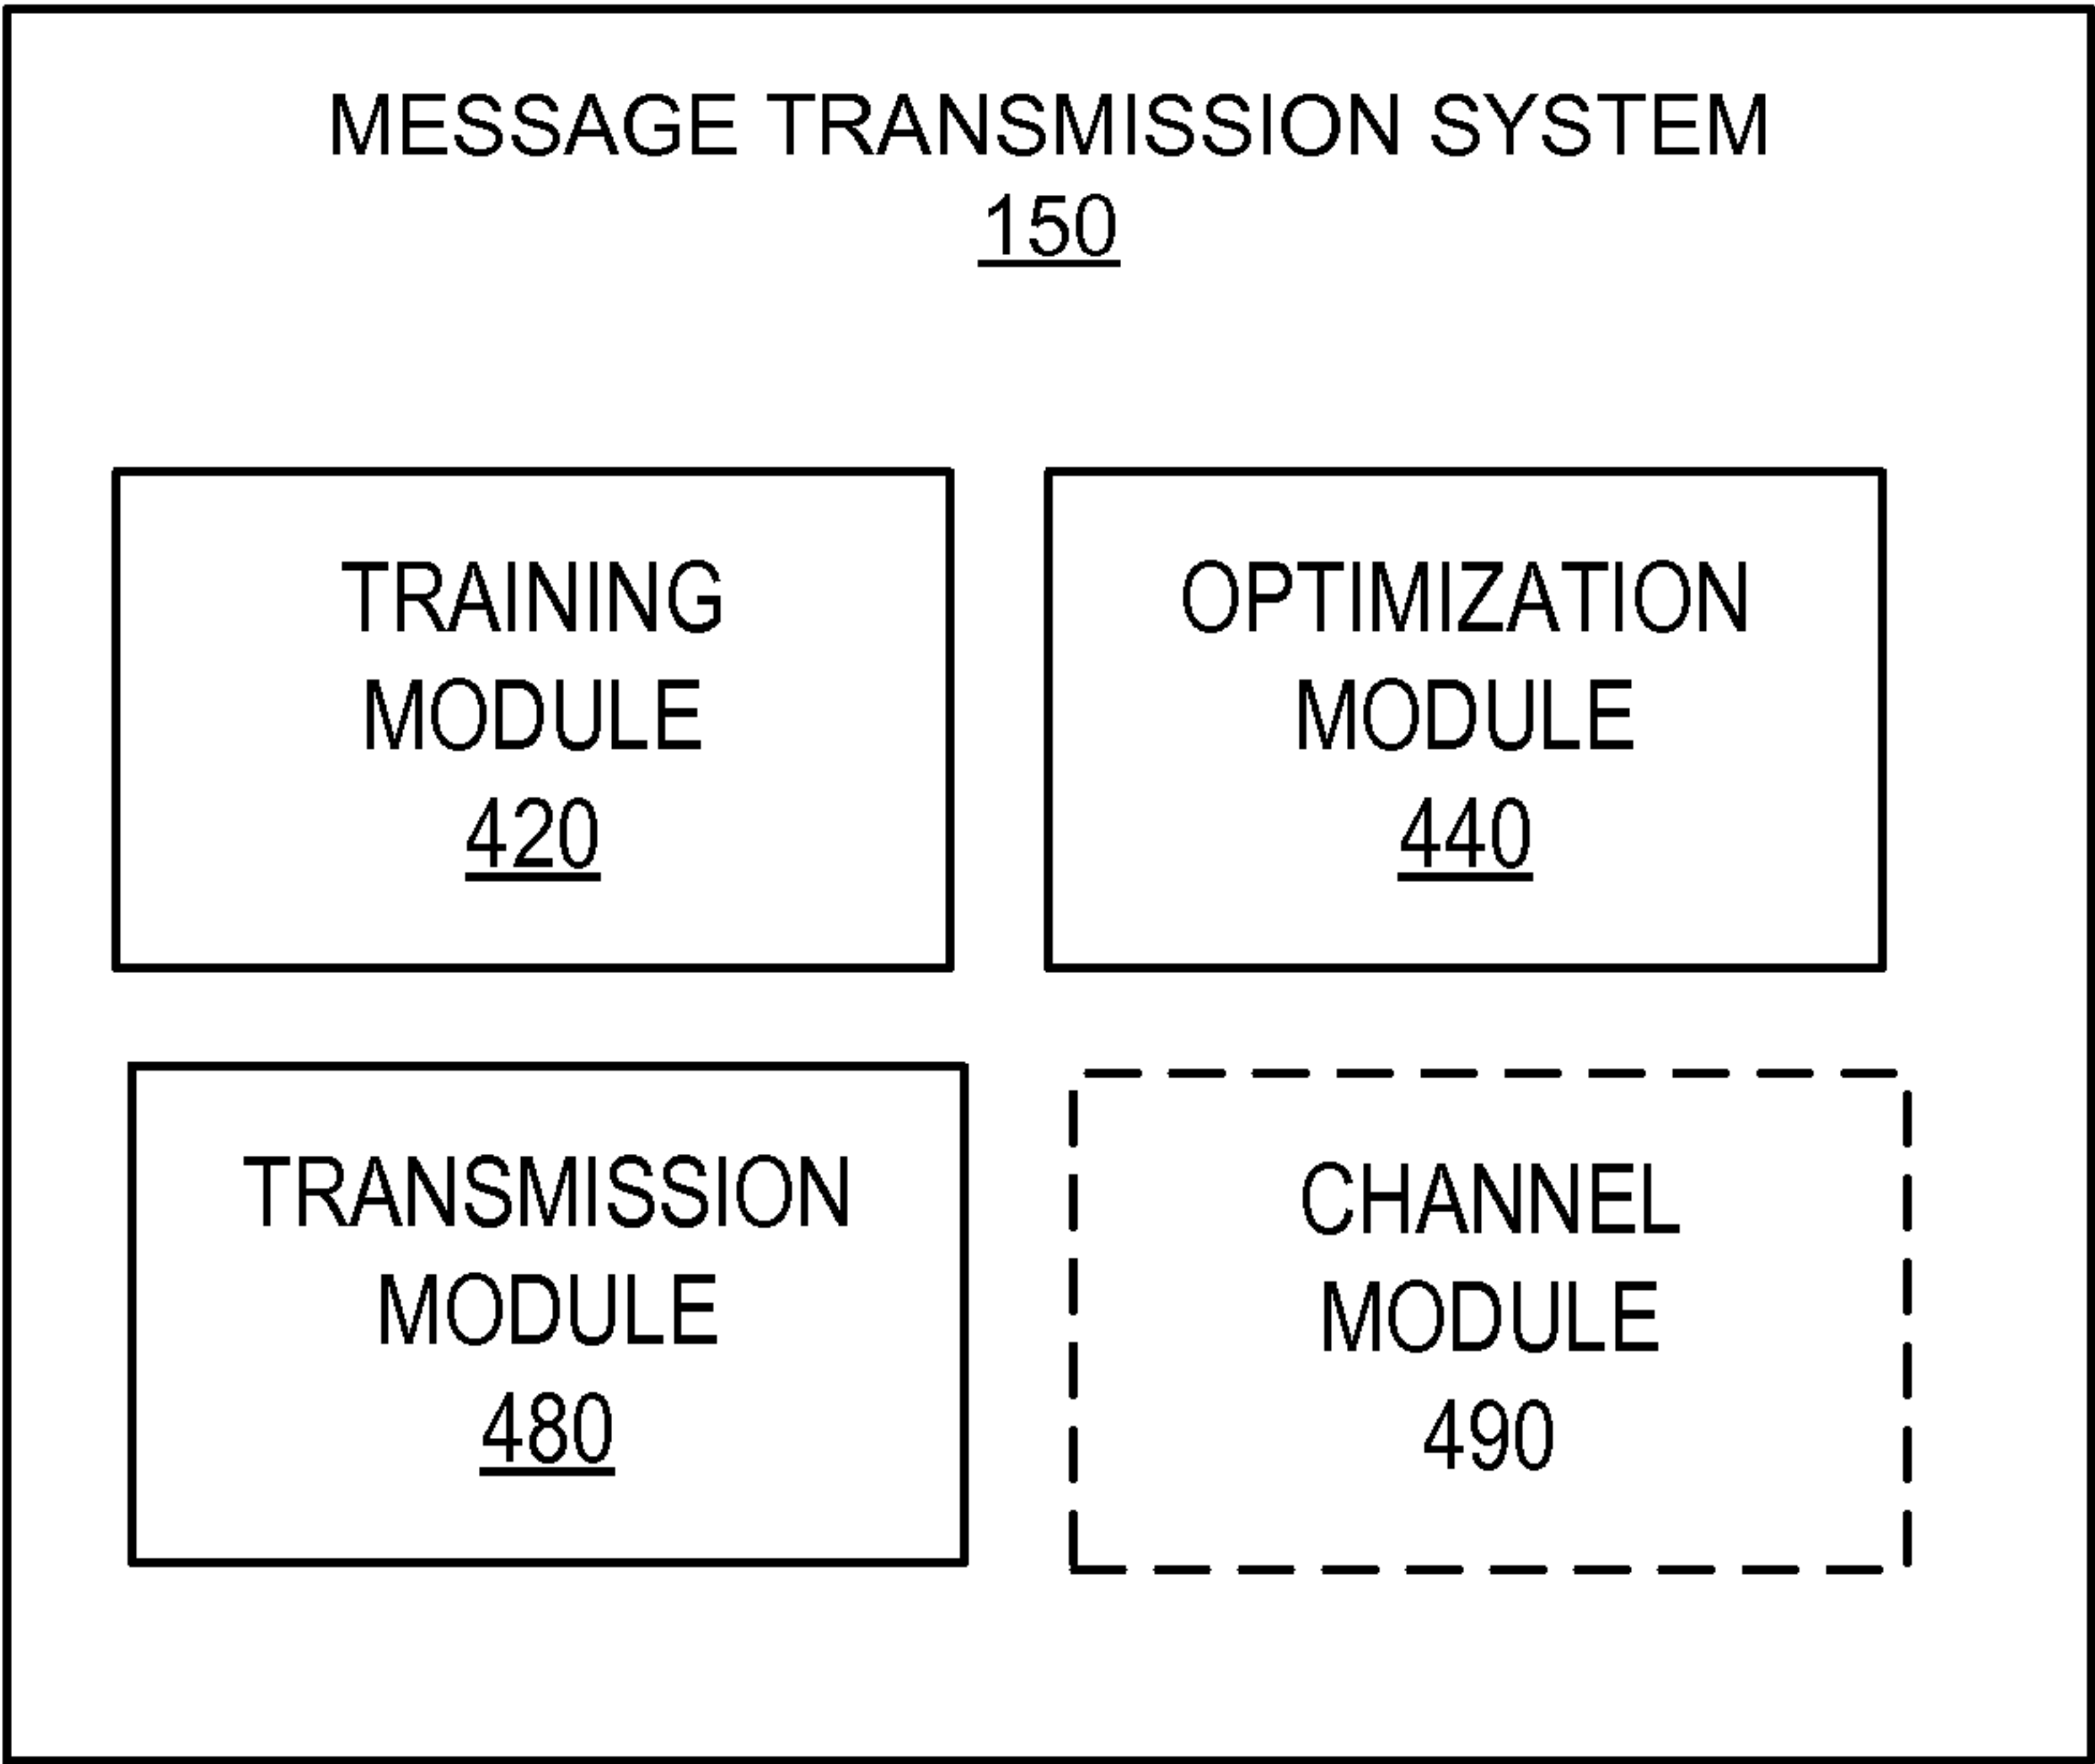 MESSAGE TRANSMISSION SYSTEM
150
TRAINING
MODULE
420
OPTIMIZATION
MODULE
440
TRANSMISSION
MODULE
480
CHANNEL
MODULE
490